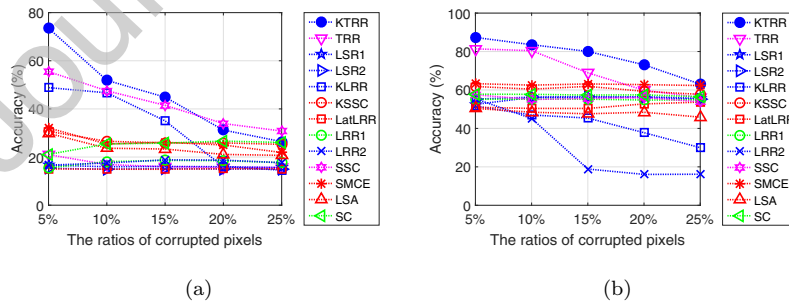 Jour
80
60
40
20
0
Accuracy (%)
5% 10% 15% 20% 25%
The ratios of corrupted pixels
KTRR
TRR
LSR1
LSR2
KLRR
KSSC
LatLRR
LRR1
LRR2
SSC
SMCE
LSA
SC
(a)
100
80
60
40
20
0
Accuracy (%)
5% 10% 15% 20% 25%
The ratios of corrupted pixels
KTRR
TRR
LSR1
LSR2
KLRR
KSSC
LatLRR
LRR1
LRR2
SSC
SMCE
LSA
SC
(b)